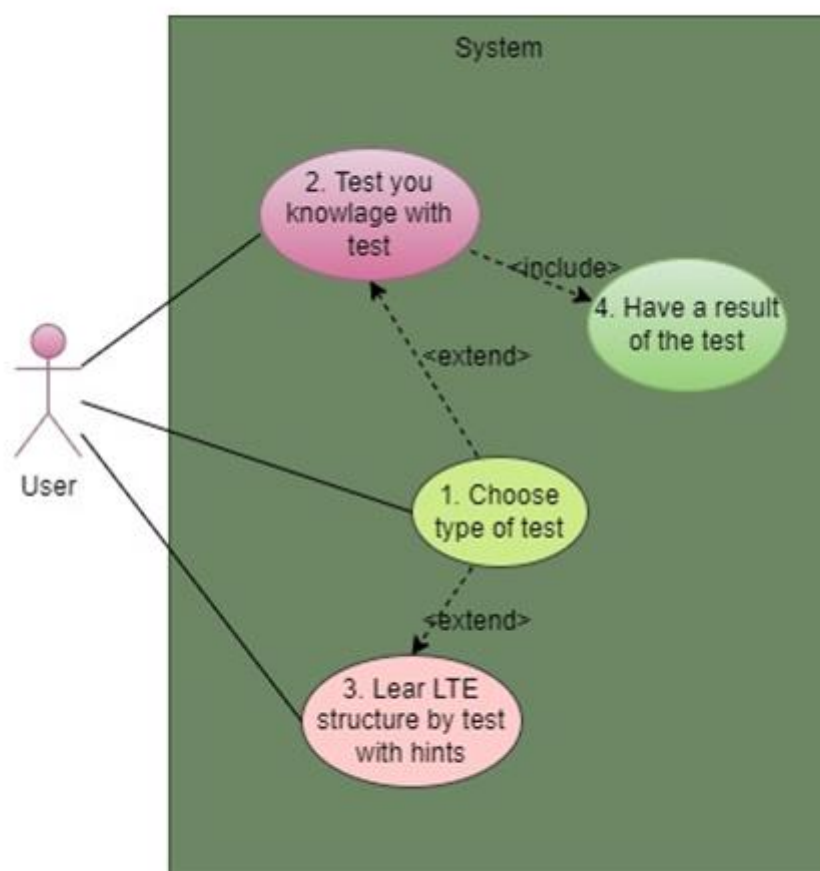 System
2. Test you
knowlage with
test
<include>
4. Have a result
of the test
<extend>
User
1. Choose
type of test
<extend>
3. Lear LTE
structure by test
with hints